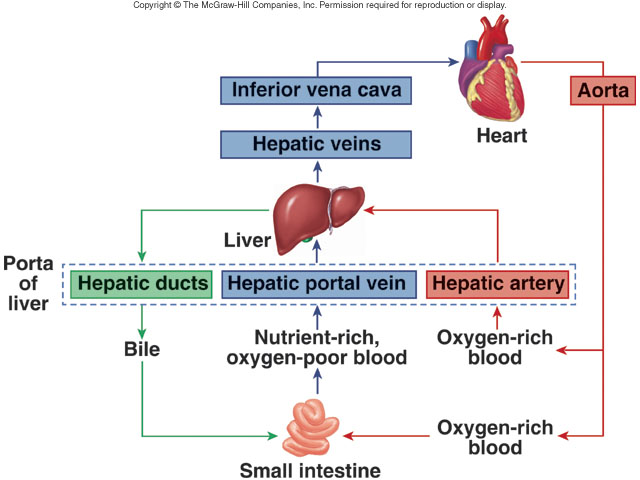 Copyright © The McGraw-Hill Companies, Inc. Permission required for reproduction or display.
Inferior vena cava
Aorta
Heart
Hepatic veins
Liver
Porta
of
liver
Hepatic ducts
Hepatic portal vein
Hepatic artery
Bile
Nutrient-rich,
oxygen-poor blood
Oxygen-rich
blood
Oxygen-rich
blood
Small intestine